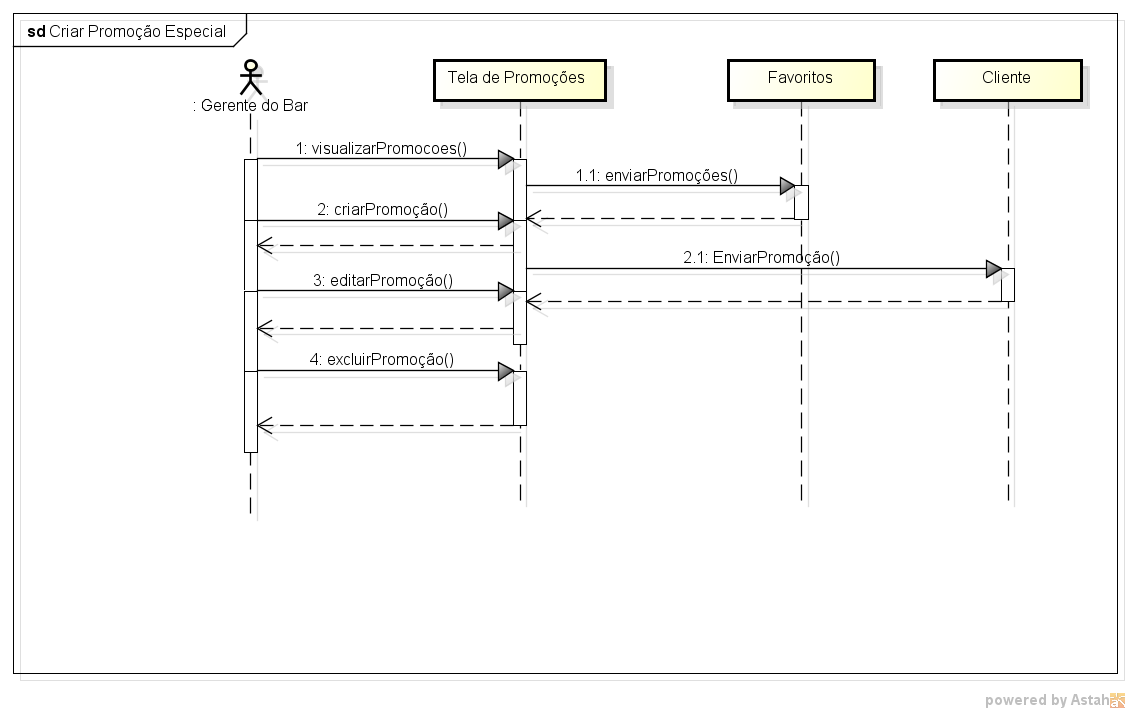 sd Criar Promoção Especial
: Gerente do Bar
Tela de Promoções
Favoritos
Cliente
1: visualizarPromocoes()
1.1: enviarPromoções()
2: criarPromoção()
2.1: EnviarPromoção()
3: editarPromoção()
4: excluirPromoção()
powered by Astah